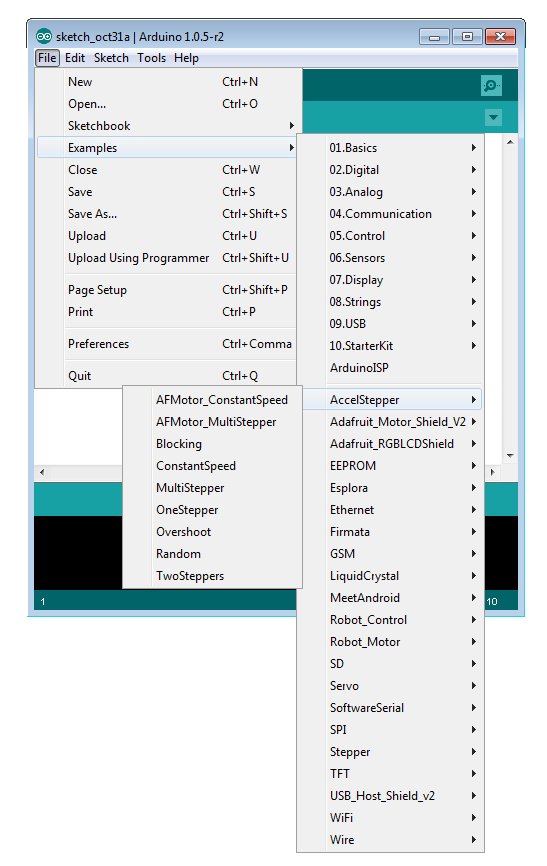 sketch_oct31a | Arduino 1.0.5-r2
File Edit Sketch Tools Help
New Ctrl+N
Open... Ctrl+O
Sketchbook
Examples
Close Ctrl+W
Save Ctrl+S
Save As... Ctrl+Shift+S
Upload Ctrl+U
Upload Using Programmer Ctrl+Shift+U
Page Setup Ctrl+Shift+P
Print Ctrl+P
Preferences Ctrl+Comma
Quit Ctrl+Q
01.Basics
02.Digital
03.Analog
04.Communication
05.Control
06.Sensors
07.Display
08.Strings
09.USB
10.StarterKit
ArduinoISP
AccelStepper
Adafruit_Motor_Shield_V2
Adafruit_RGBLCDShield
EEPROM
Esplora
Ethernet
Firmata
GSM
LiquidCrystal
MeetAndroid
Robot_Control
Robot_Motor
SD
Servo
SoftwareSerial
SPI
Stepper
TFT
USB_Host_Shield_v2
WiFi
Wire
AFMotor_ConstantSpeed
AFMotor_MultiStepper
Blocking
ConstantSpeed
MultiStepper
OneStepper
Overshoot
Random
TwoSteppers
1
10